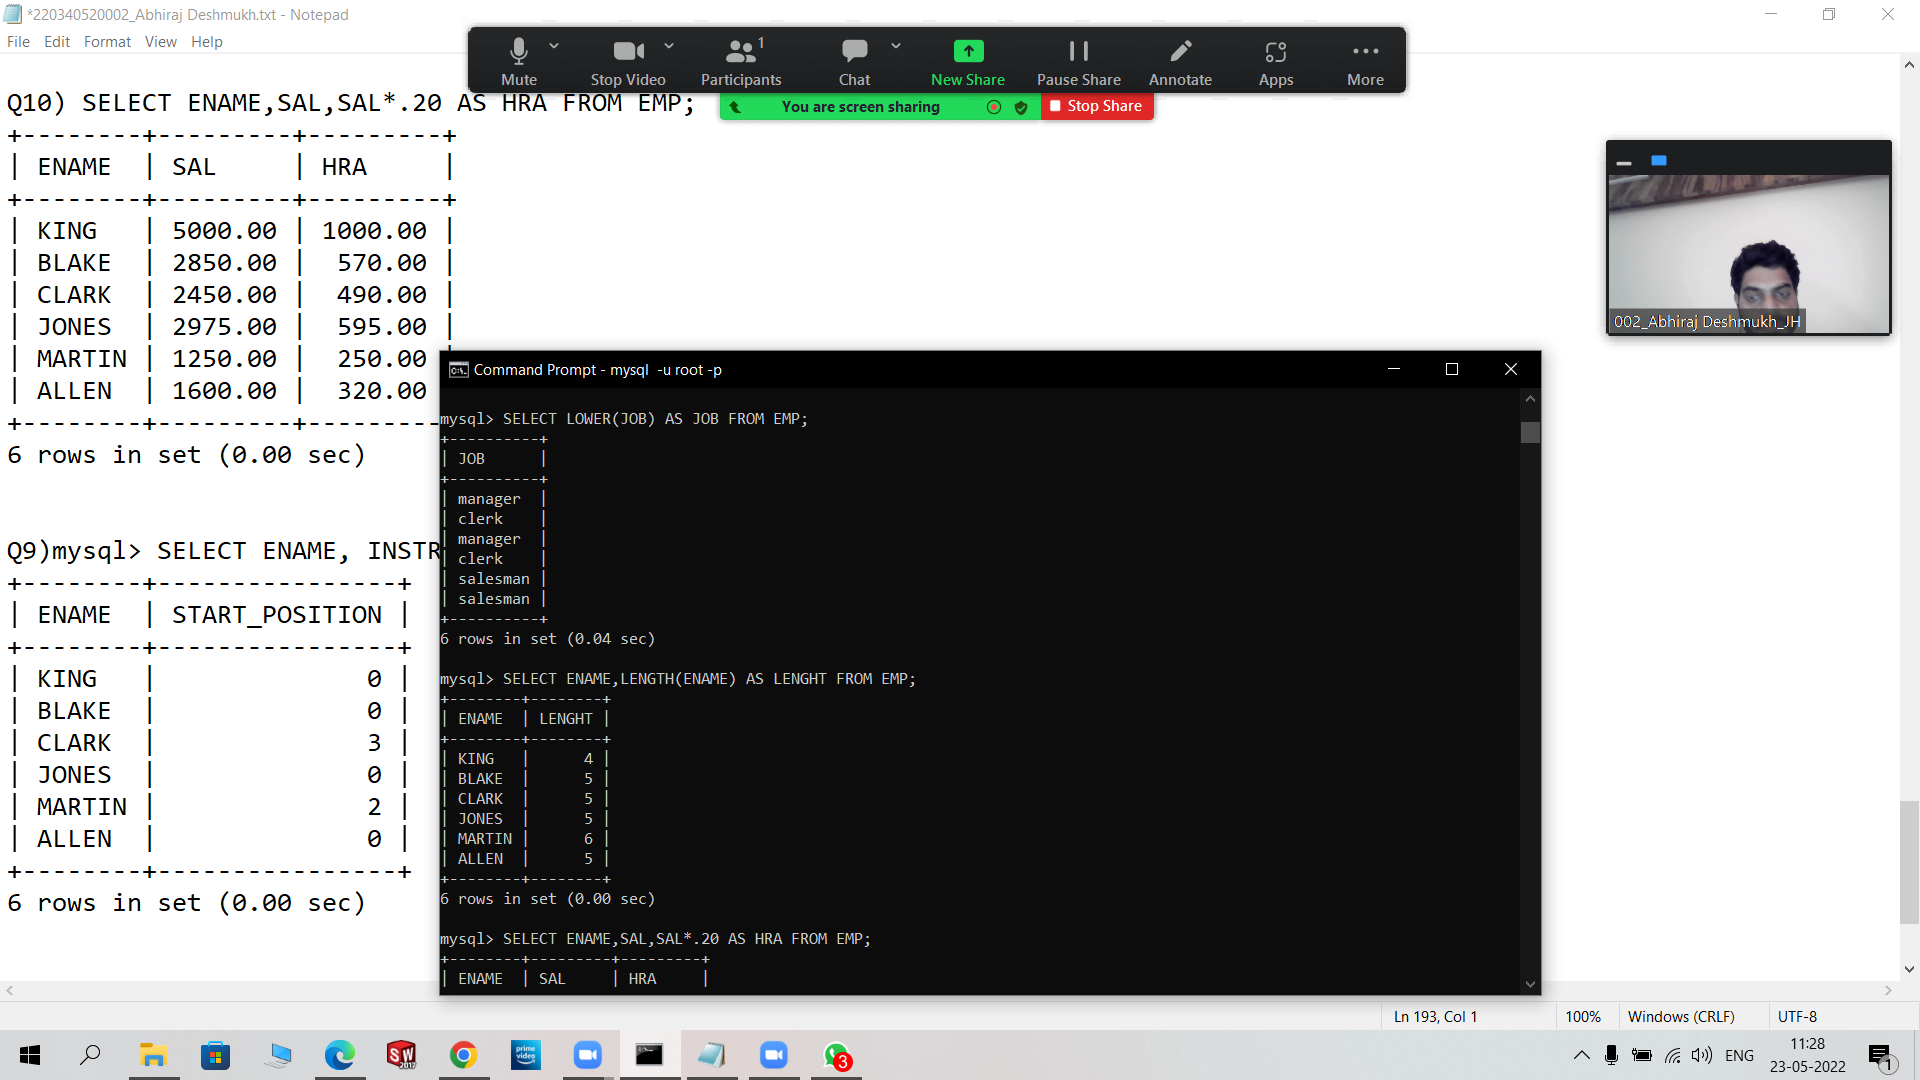 *220340520002_Abhiraj Deshmukh.txt - Notepad
File Edit Format View Help
Mute
Stop Video
1
Participants
Chat
New Share
Pause Share
Annotate
Apps
More
You are screen sharing
Stop Share
002_Abhiraj Deshmukh_JH
Q10) SELECT ENAME,SAL,SAL*.20 AS HRA FROM EMP;
+--------+---------+---------+
| ENAME  | SAL     | HRA     |
+--------+---------+---------+
| KING   | 5000.00 | 1000.00 |
| BLAKE  | 2850.00 |  570.00 |
| CLARK  | 2450.00 |  490.00 |
| JONES  | 2975.00 |  595.00 |
| MARTIN | 1250.00 |  250.00 |
| ALLEN  | 1600.00 |  320.00
+--------+---------+---------
6 rows in set (0.00 sec)
Q9)mysql> SELECT ENAME, INSTR
+--------+----------------+
| ENAME  | START_POSITION |
+--------+----------------+
| KING   |              0 |
| BLAKE  |              0 |
| CLARK  |              3 |
| JONES  |              0 |
| MARTIN |              2 |
| ALLEN  |              0 |
+--------+----------------+
6 rows in set (0.00 sec)
Command Prompt - mysql  -u root -p
mysql> SELECT LOWER(JOB) AS JOB FROM EMP;
+----------+
| JOB      |
+----------+
| manager  |
| clerk    |
| manager  |
| clerk    |
| salesman |
| salesman |
+----------+
6 rows in set (0.04 sec)
mysql> SELECT ENAME,LENGTH(ENAME) AS LENGHT FROM EMP;
+--------+--------+
| ENAME  | LENGHT |
+--------+--------+
| KING   |      4 |
| BLAKE  |      5 |
| CLARK  |      5 |
| JONES  |      5 |
| MARTIN |      6 |
| ALLEN  |      5 |
+--------+--------+
6 rows in set (0.00 sec)
mysql> SELECT ENAME,SAL,SAL*.20 AS HRA FROM EMP;
+--------+---------+---------+
| ENAME  | SAL     | HRA     |
Ln 193, Col 1
100%
Windows (CRLF)
UTF-8
SW
2017
prime video
3
ENG
11:28
23-05-2022
1